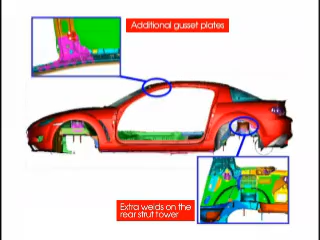 Additional gusset plates
Extra welds on the
rear strut tower